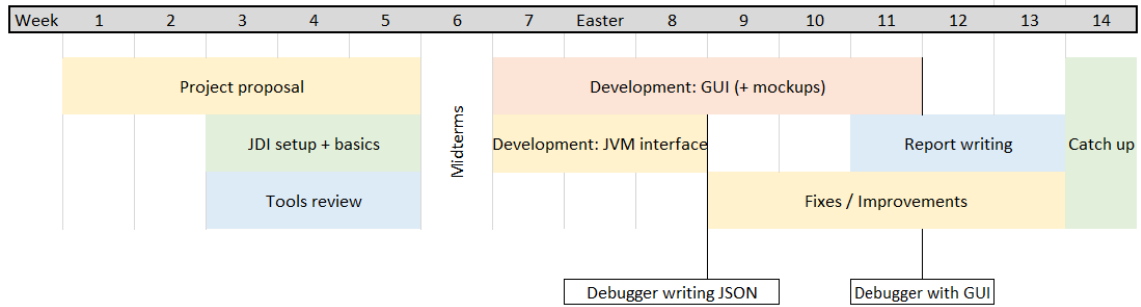 Week 1 2 3 4 5 6 7 Easter 8 9 10 11 12 13 14
Project proposal
Development: GUI (+ mockups)
JDI setup + basics
Midterms
Development: JVM interface
Report writing
Catch up
Tools review
Fixes / Improvements
Debugger writing JSON
Debugger with GUI